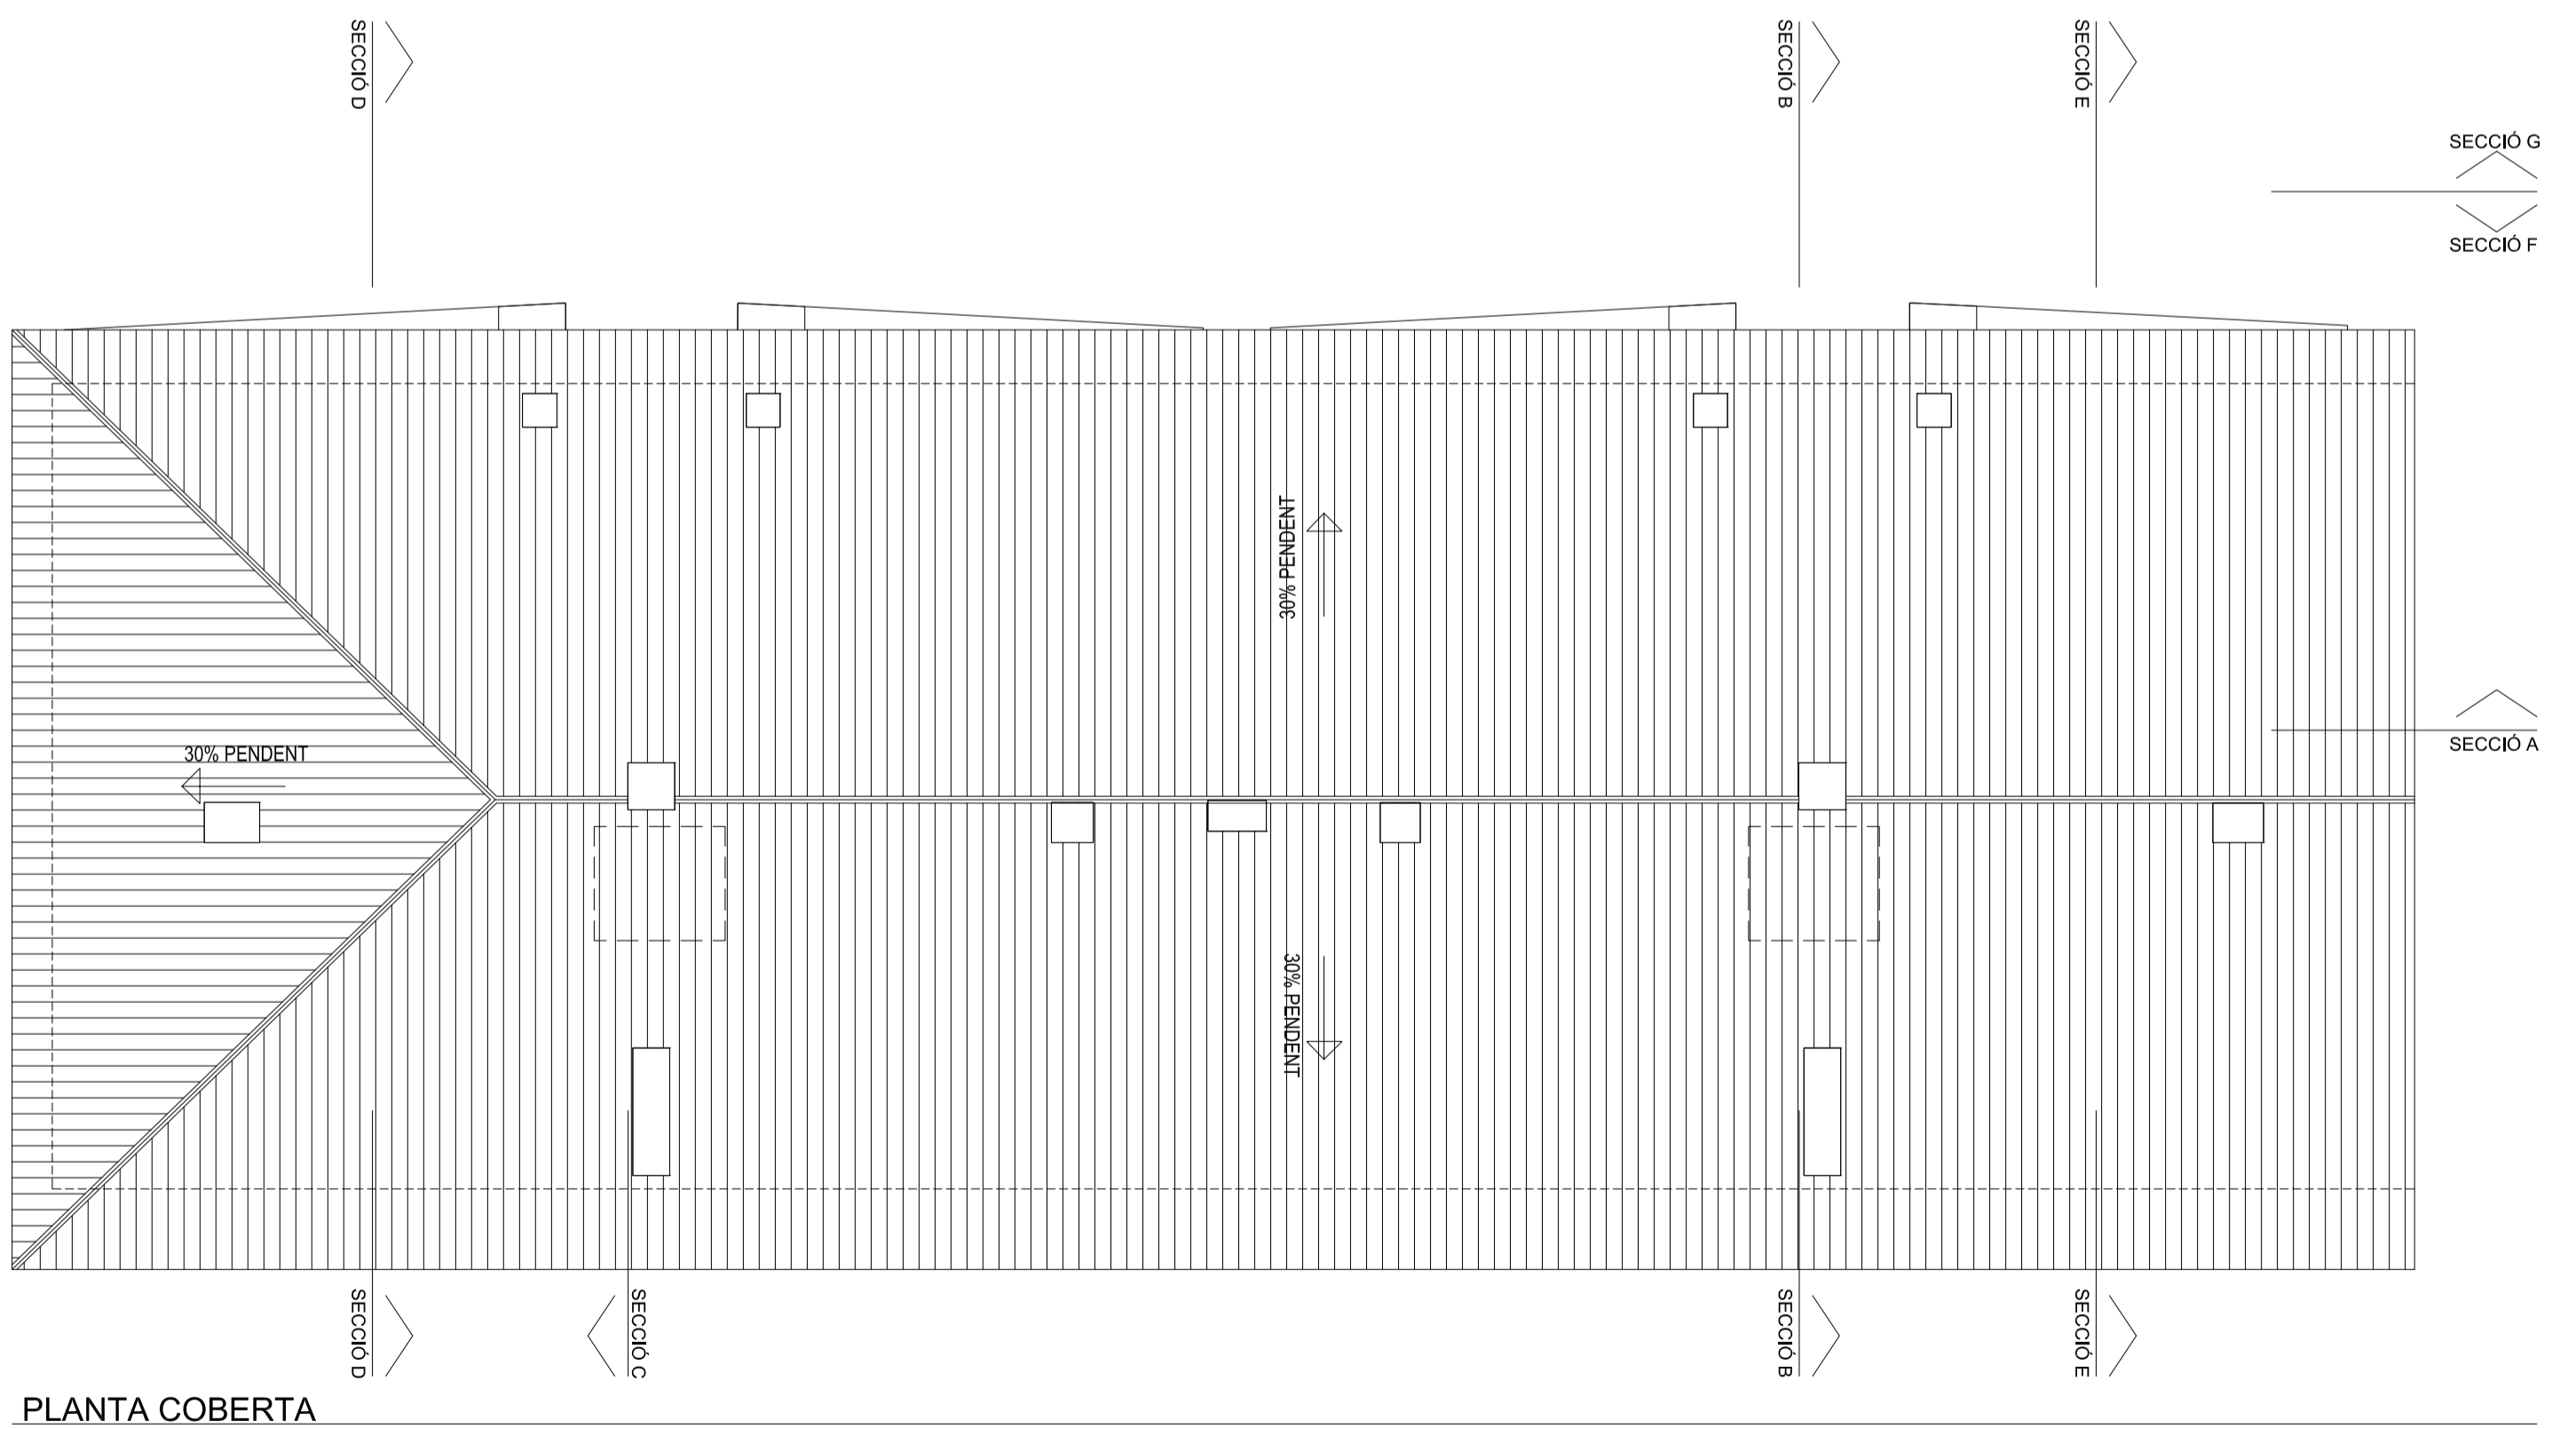 SECCIÓ D
SECCIÓ B
SECCIÓ E
SECCIÓ G
SECCIÓ F
30% PENDENT
30% PENDENT
SECCIÓ A
30% PENDENT
SECCIÓ D
SECCIÓ C
SECCIÓ B
SECCIÓ E
PLANTA COBERTA